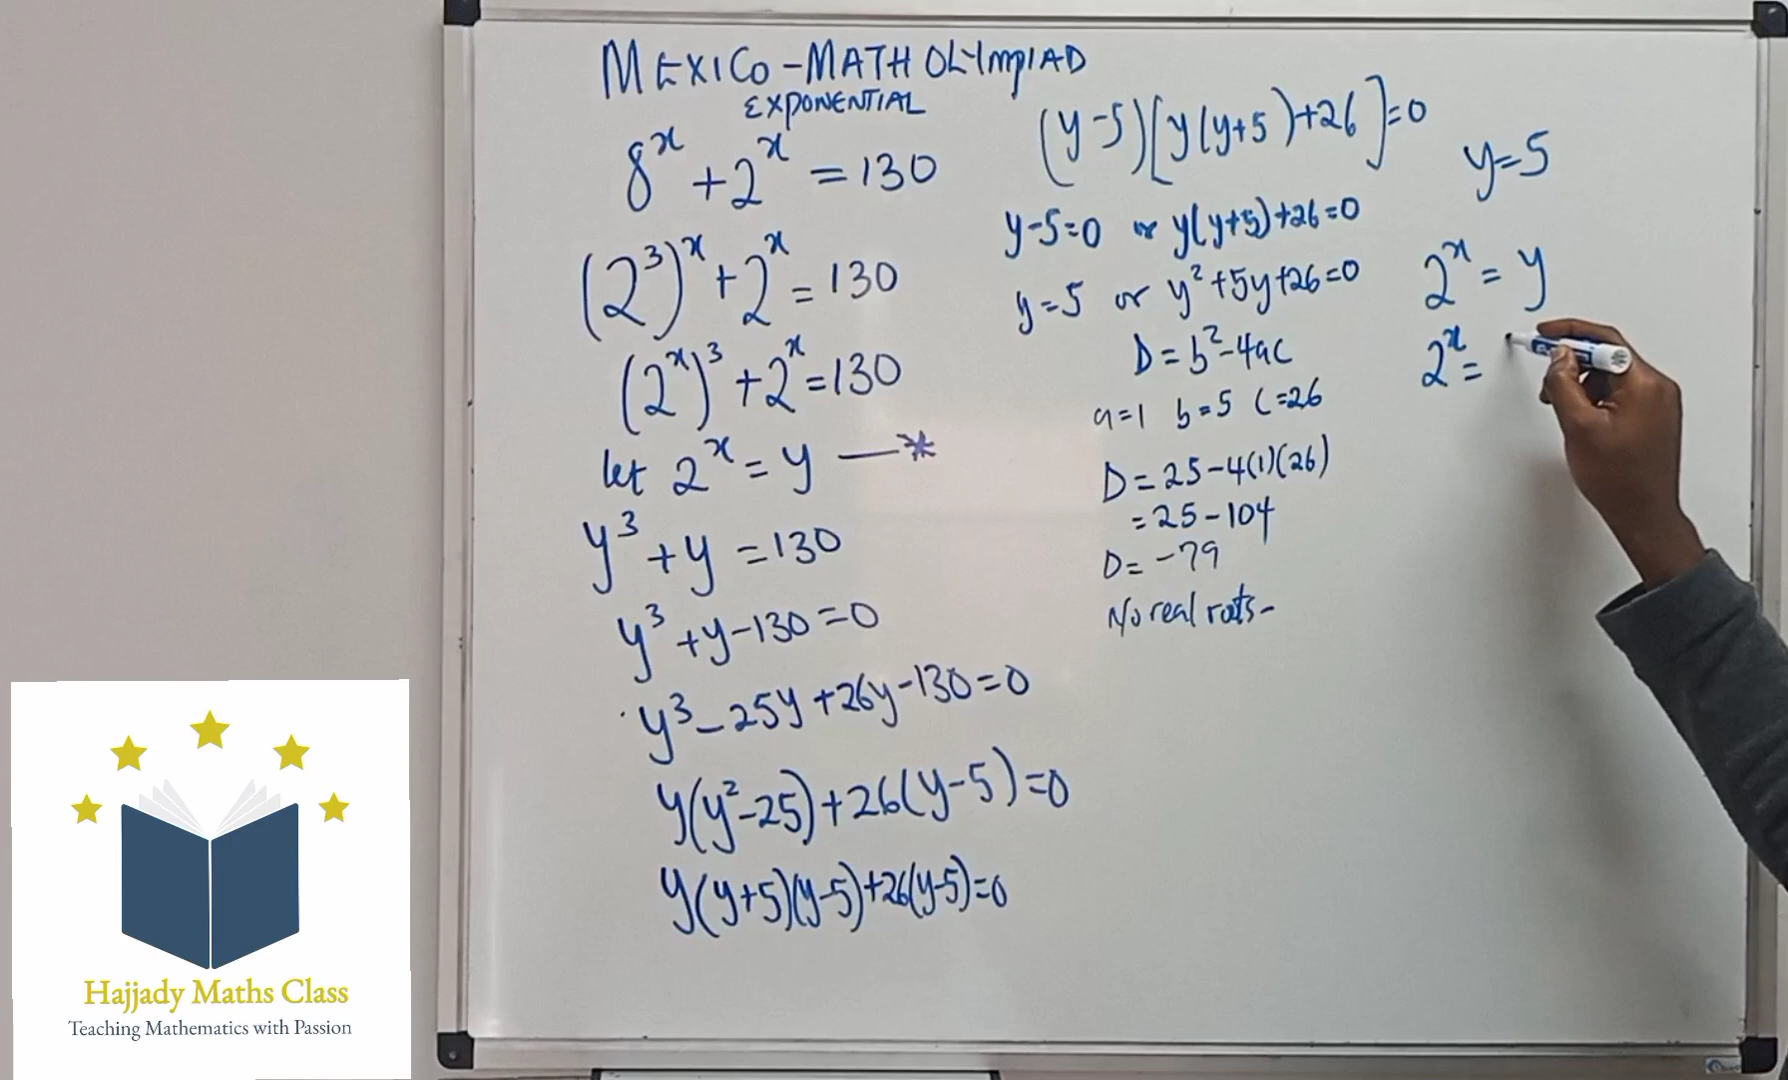 MEXICO - MATH OLYMPIAD
EXPONENTIAL
8^x + 2^x = 130
(2^3)^x + 2^x = 130
(2^x)^3 + 2^x = 130
let 2^x = y —*
y^3 + y = 130
y^3 + y - 130 = 0
y^3 - 25y + 26y - 130 = 0
y(y^2 - 25) + 26(y - 5) = 0
y(y+5)(y-5) + 26(y-5) = 0
(y-5)[y(y+5)+26] = 0
y-5=0 or y(y+5)+26=0
y=5 or y^2+5y+26=0
D = b^2 - 4ac
a=1 b=5 c=26
D = 25 - 4(1)(26)
= 25 - 104
D = -79
No real roots -
y=5
2^x = y
2^x =
Hajjady Maths Class
Teaching Mathematics with Passion